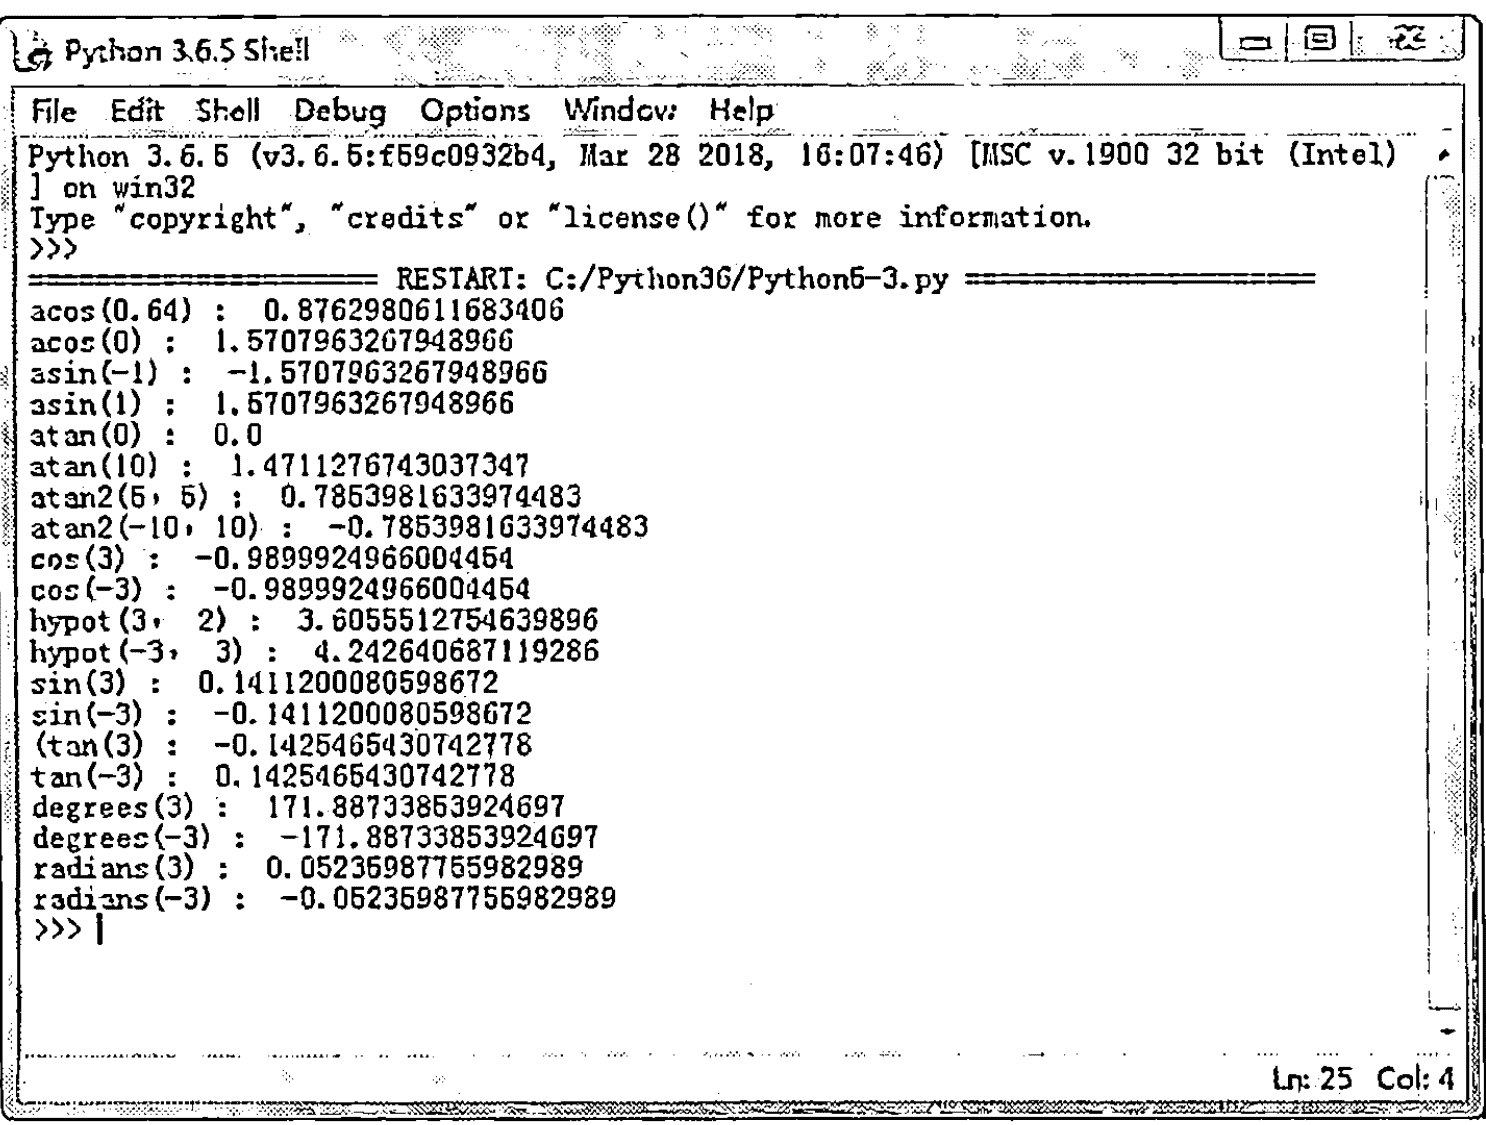 Python 3.6.5 Shell
File Edit Shell Debug Options Window Help
Python 3.6.5 (v3.6.5:f59c0932b4, Mar 28 2018, 16:07:46) [MSC v.1900 32 bit (Intel)
] on win32
Type "copyright", "credits" or "license()" for more information.
>>>
===================== RESTART: C:/Python36/Python5-3.py =====================
acos(0.64) :  0.8762980611683406
acos(0) :  1.5707963267948966
asin(-1) :  -1.5707963267948966
asin(1) :  1.5707963267948966
atan(0) :  0.0
atan(10) :  1.4711276743037347
atan2(5, 5) :  0.7853981633974483
atan2(-10, 10) :  -0.7853981633974483
cos(3) :  -0.9899924966004454
cos(-3) :  -0.9899924966004454
hypot(3,  2) :  3.6055512754639896
hypot(-3,  3) :  4.242640687119286
sin(3) :  0.1411200080598672
sin(-3) :  -0.1411200080598672
(tan(3) :  -0.1425465430742778
tan(-3) :  0.1425465430742778
degrees(3) :  171.88733853924697
degrees(-3) :  -171.88733853924697
radians(3) :  0.05235987755982989
radians(-3) :  -0.05235987755982989
>>>
Ln: 25 Col: 4